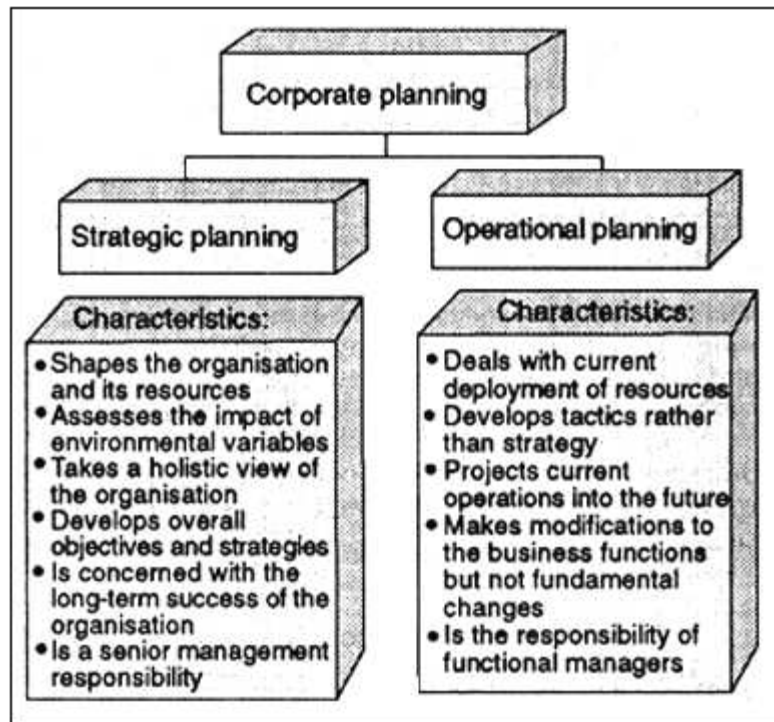 Corporate planning
Strategic planning
Operational planning
Characteristics:
• Shapes the organisation
and its resources
• Assesses the impact of
environmental variables
• Takes a holistic view of
the organisation
• Develops overall
objectives and strategies
• Is concerned with the
long-term success of the
organisation
• Is a senior management
responsibility
Characteristics:
• Deals with current
deployment of resources
• Develops tactics rather
than strategy
• Projects current
operations into the future
• Makes modifications to
the business functions
but not fundamental
changes
• Is the responsibility of
functional managers